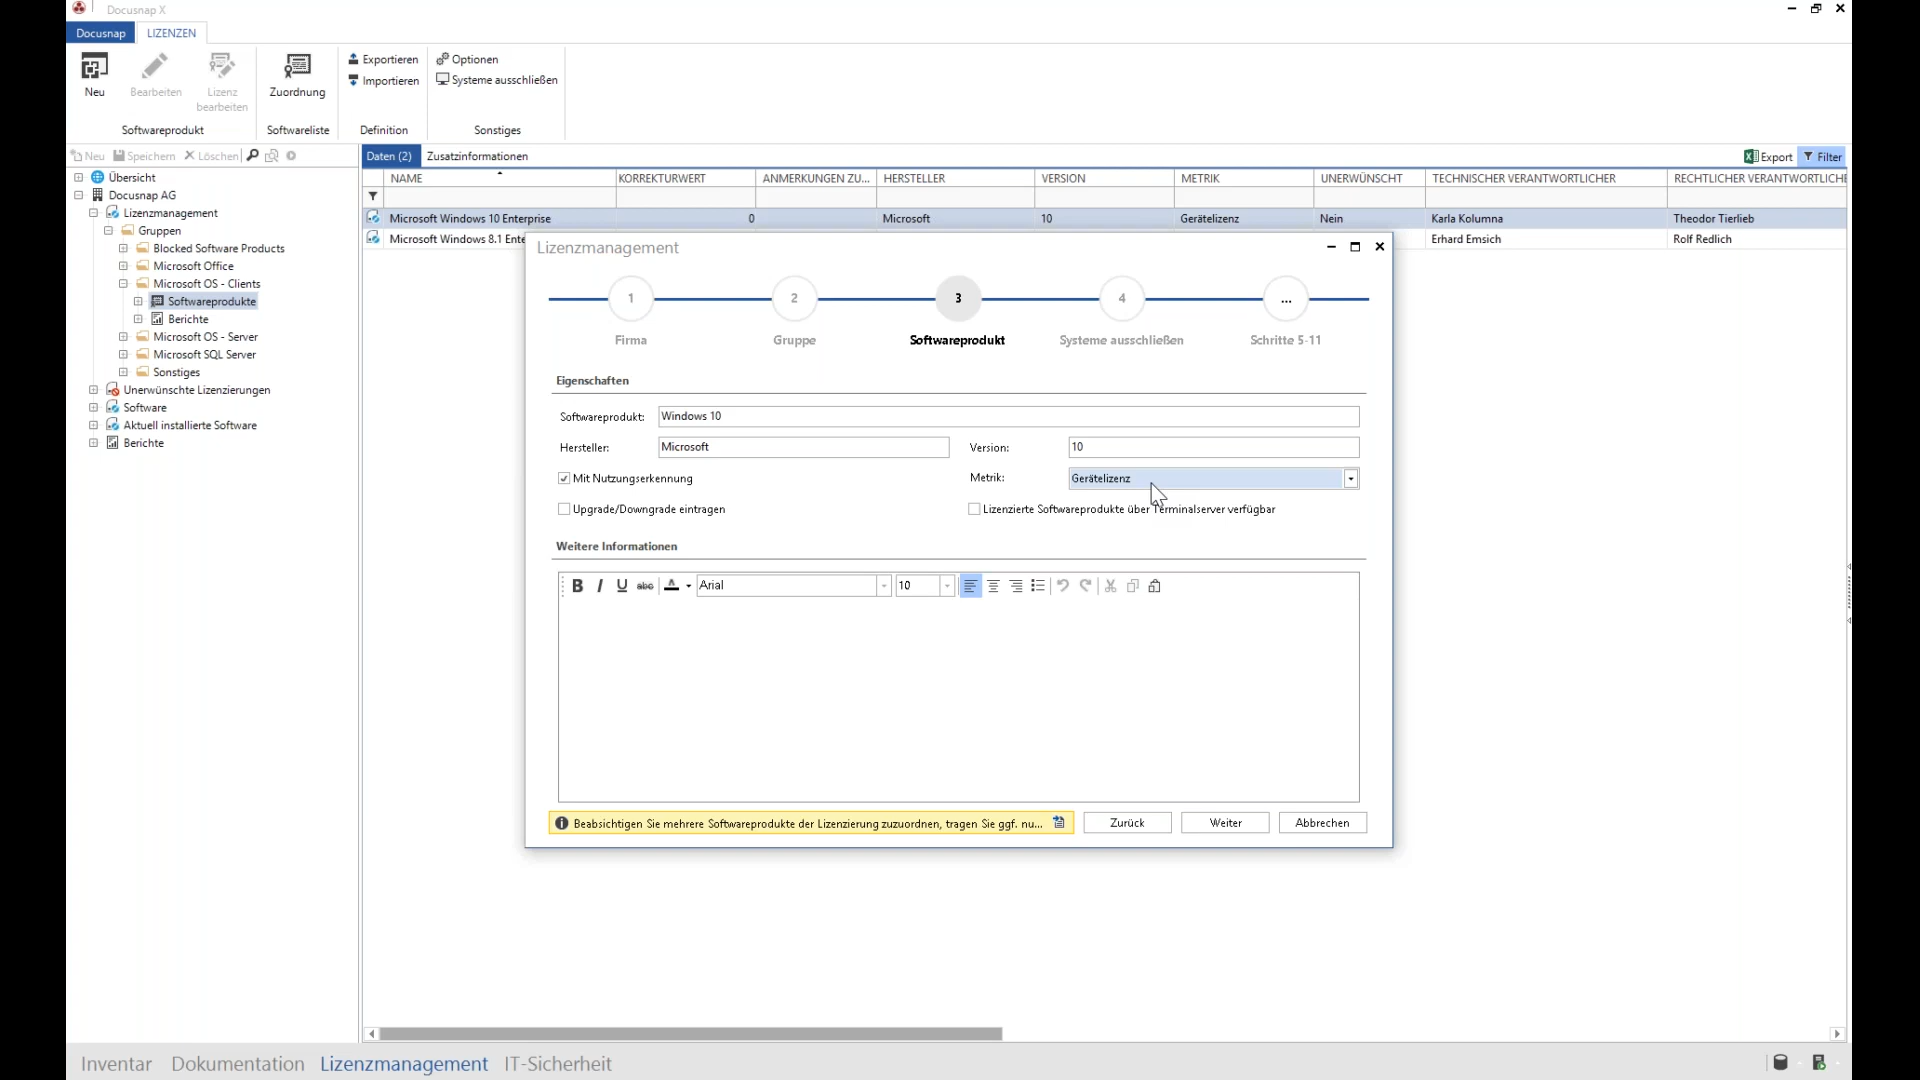 Docusnap X
Docusnap LIZENZEN
Neu Bearbeiten Lizenz bearbeiten Zuordnung Exportieren Importieren Optionen Systeme ausschließen
Softwareprodukt Softwareliste Definition Sonstiges
Neu Speichern Löschen
Daten (2) Zusatzinformationen Export Filter
NAME KORREKTURWERT ANMERKUNGEN ZU... HERSTELLER VERSION METRIK UNERWÜNSCHT TECHNISCHER VERANTWORTLICHER RECHTLICHER VERANTWORTLICHE
Microsoft Windows 10 Enterprise 0 Microsoft 10 Gerätelizenz Nein Karla Kolumna Theodor Tierlieb
Microsoft Windows 8.1 Ente Erhard Emsich Rolf Redlich
Übersicht
Docusnap AG
Lizenzmanagement
Gruppen
Blocked Software Products
Microsoft Office
Microsoft OS - Clients
Softwareprodukte
Berichte
Microsoft OS - Server
Microsoft SQL Server
Sonstiges
Unerwünschte Lizenzierungen
Software
Aktuell installierte Software
Berichte
Lizenzmanagement
1 2 3 4 ...
Firma Gruppe Softwareprodukt Systeme ausschließen Schritte 5-11
Eigenschaften
Softwareprodukt: Windows 10
Hersteller: Microsoft Version: 10
Mit Nutzungserkennung Metrik: Gerätelizenz
Upgrade/Downgrade eintragen Lizenzierte Softwareprodukte über Terminalserver verfügbar
Weitere Informationen
B I U abc A Arial 10
Beabsichtigen Sie mehrere Softwareprodukte der Lizenzierung zuzuordnen, tragen Sie ggf. nu... Zurück Weiter Abbrechen
Inventar Dokumentation Lizenzmanagement IT-Sicherheit